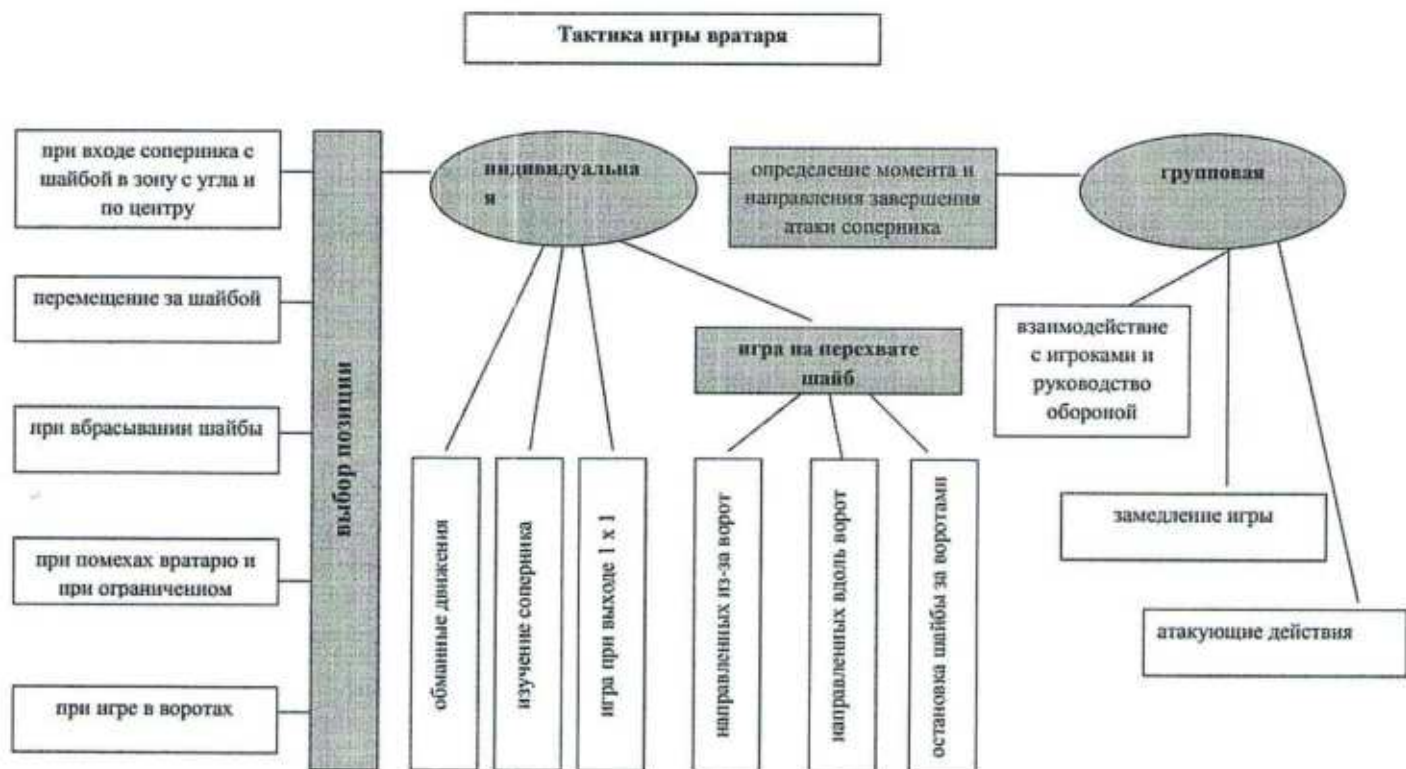 Тактика игры вратаря
при входе соперника с
шайбой в зону с угла и
по центру
перемещение за шайбой
при вбрасывании шайбы
при помехах вратарю и
при ограниченном
при игре в воротах
выбор позиции
индивидуальна
я
определение момента и
направления завершения
атаки соперника
групповая
игра на перехвате
шайб
обманные движения
изучение соперника
игра при выходе 1 х 1
направленных из-за ворот
направленных вдоль ворот
остановка шайбы за воротами
взаимодействие
с игроками и
руководство
обороной
замедление игры
атакующие действия